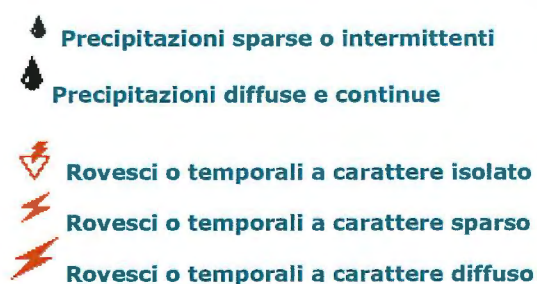 Precipitazioni sparse o intermittenti
Precipitazioni diffuse e continue
Rovesci o temporali a carattere isolato
Rovesci o temporali a carattere sparso
Rovesci o temporali a carattere diffuso